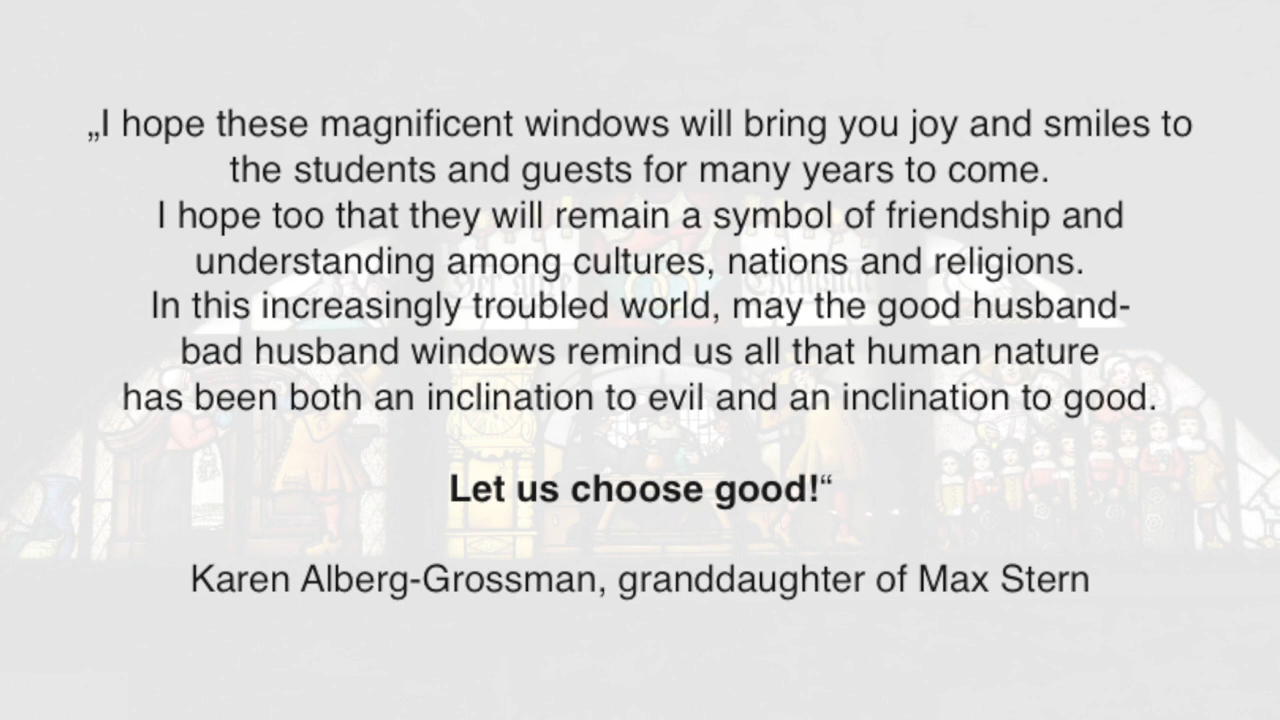 „I hope these magnificent windows will bring you joy and smiles to
the students and guests for many years to come.
I hope too that they will remain a symbol of friendship and
understanding among cultures, nations and religions.
In this increasingly troubled world, may the good husband-
bad husband windows remind us all that human nature
has been both an inclination to evil and an inclination to good.
Let us choose good!“
Karen Alberg-Grossman, granddaughter of Max Stern